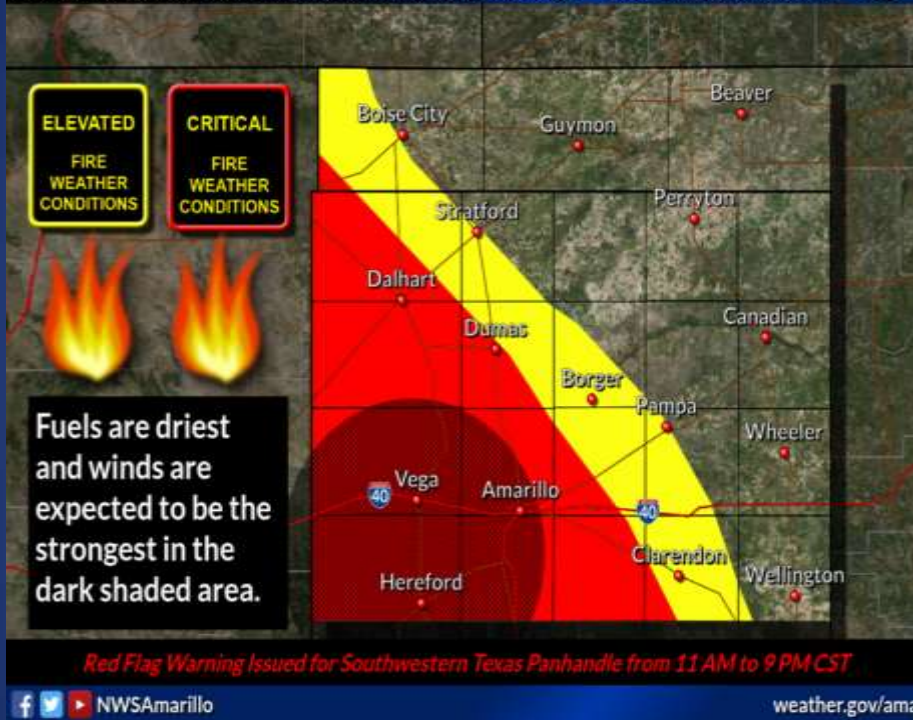 ELEVATED
FIRE
WEATHER
CONDITIONS
CRITICAL
FIRE
WEATHER
CONDITIONS
Boise City
Guymon
Beaver
Stratford
Perryton
Dalhart
Dumas
Canadian
Borger
Pampa
Wheeler
Vega
40
Amarillo
40
Clarendon
Hereford
Wellington
Fuels are driest
and winds are
expected to be the
strongest in the
dark shaded area.
Red Flag Warning Issued for Southwestern Texas Panhandle from 11 AM to 9 PM CST
NWSAmarillo
weather.gov/ama